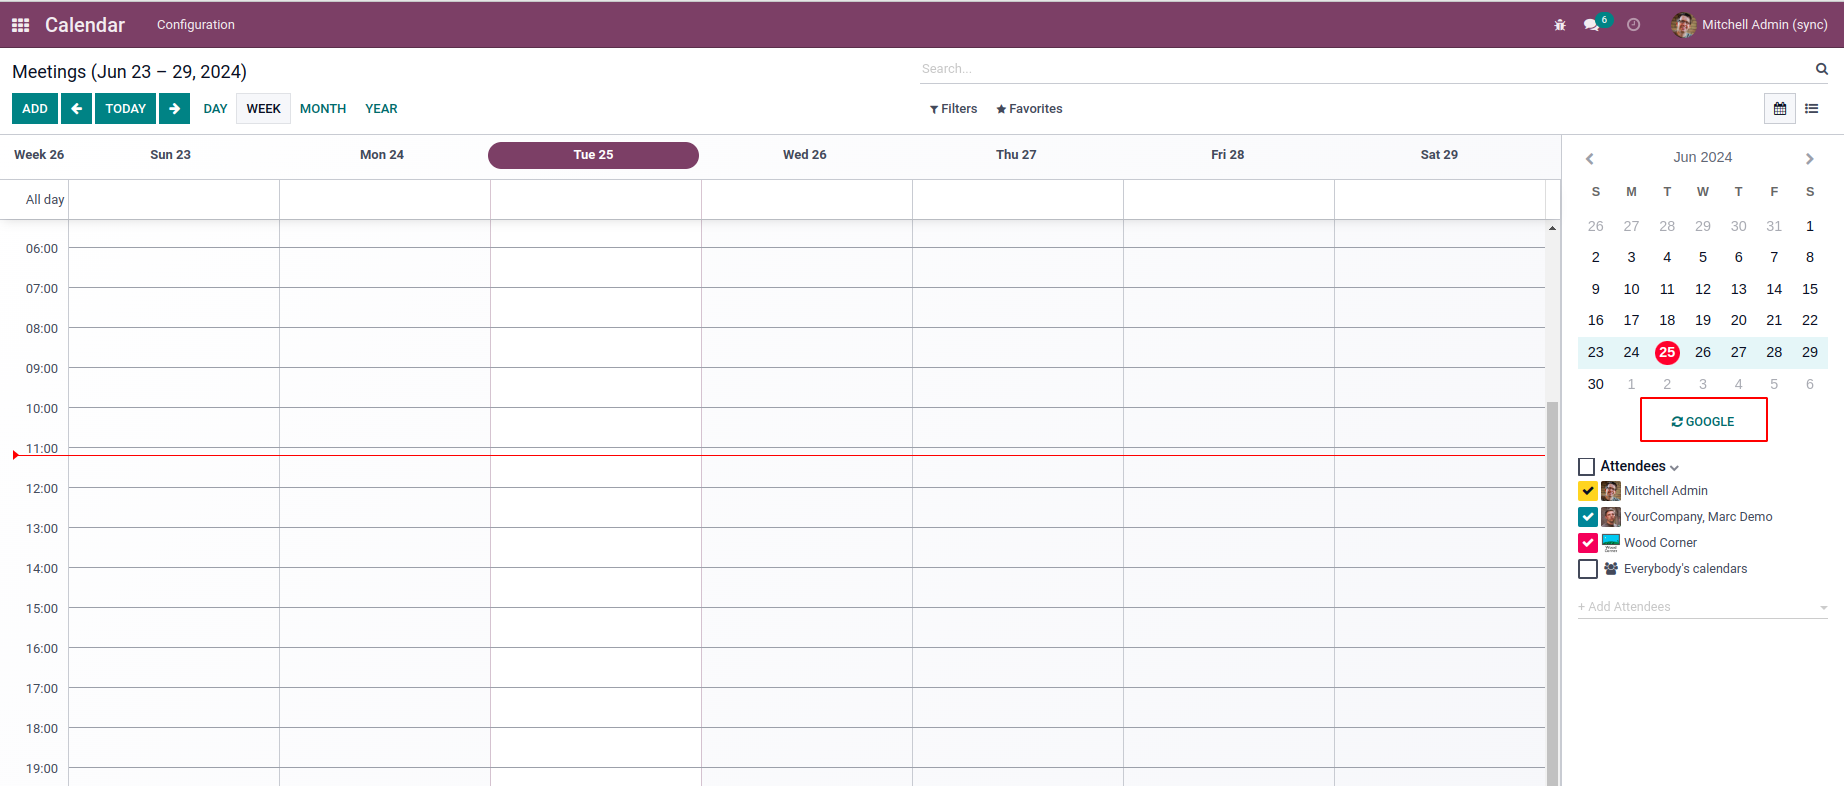 Calendar Configuration 6 Mitchell Admin (sync)
Meetings (Jun 23 – 29, 2024) Search...
ADD TODAY DAY WEEK MONTH YEAR Filters Favorites
Week 26 Sun 23 Mon 24 Tue 25 Wed 26 Thu 27 Fri 28 Sat 29
All day
06:00
07:00
08:00
09:00
10:00
11:00
12:00
13:00
14:00
15:00
16:00
17:00
18:00
19:00
Jun 2024
S M T W T F S
26 27 28 29 30 31 1
2 3 4 5 6 7 8
9 10 11 12 13 14 15
16 17 18 19 20 21 22
23 24 25 26 27 28 29
30 1 2 3 4 5 6
GOOGLE
Attendees
Mitchell Admin
YourCompany, Marc Demo
Wood Corner
Everybody's calendars
+ Add Attendees